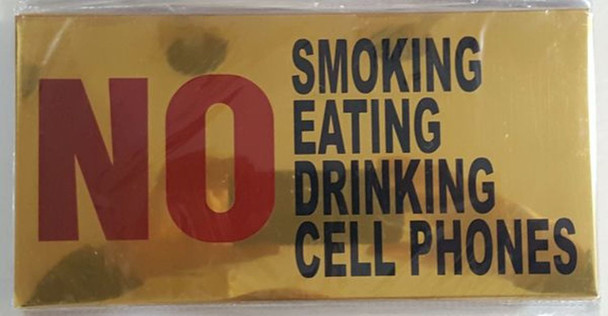 NO
SMOKING
EATING
DRINKING
CELL PHONES